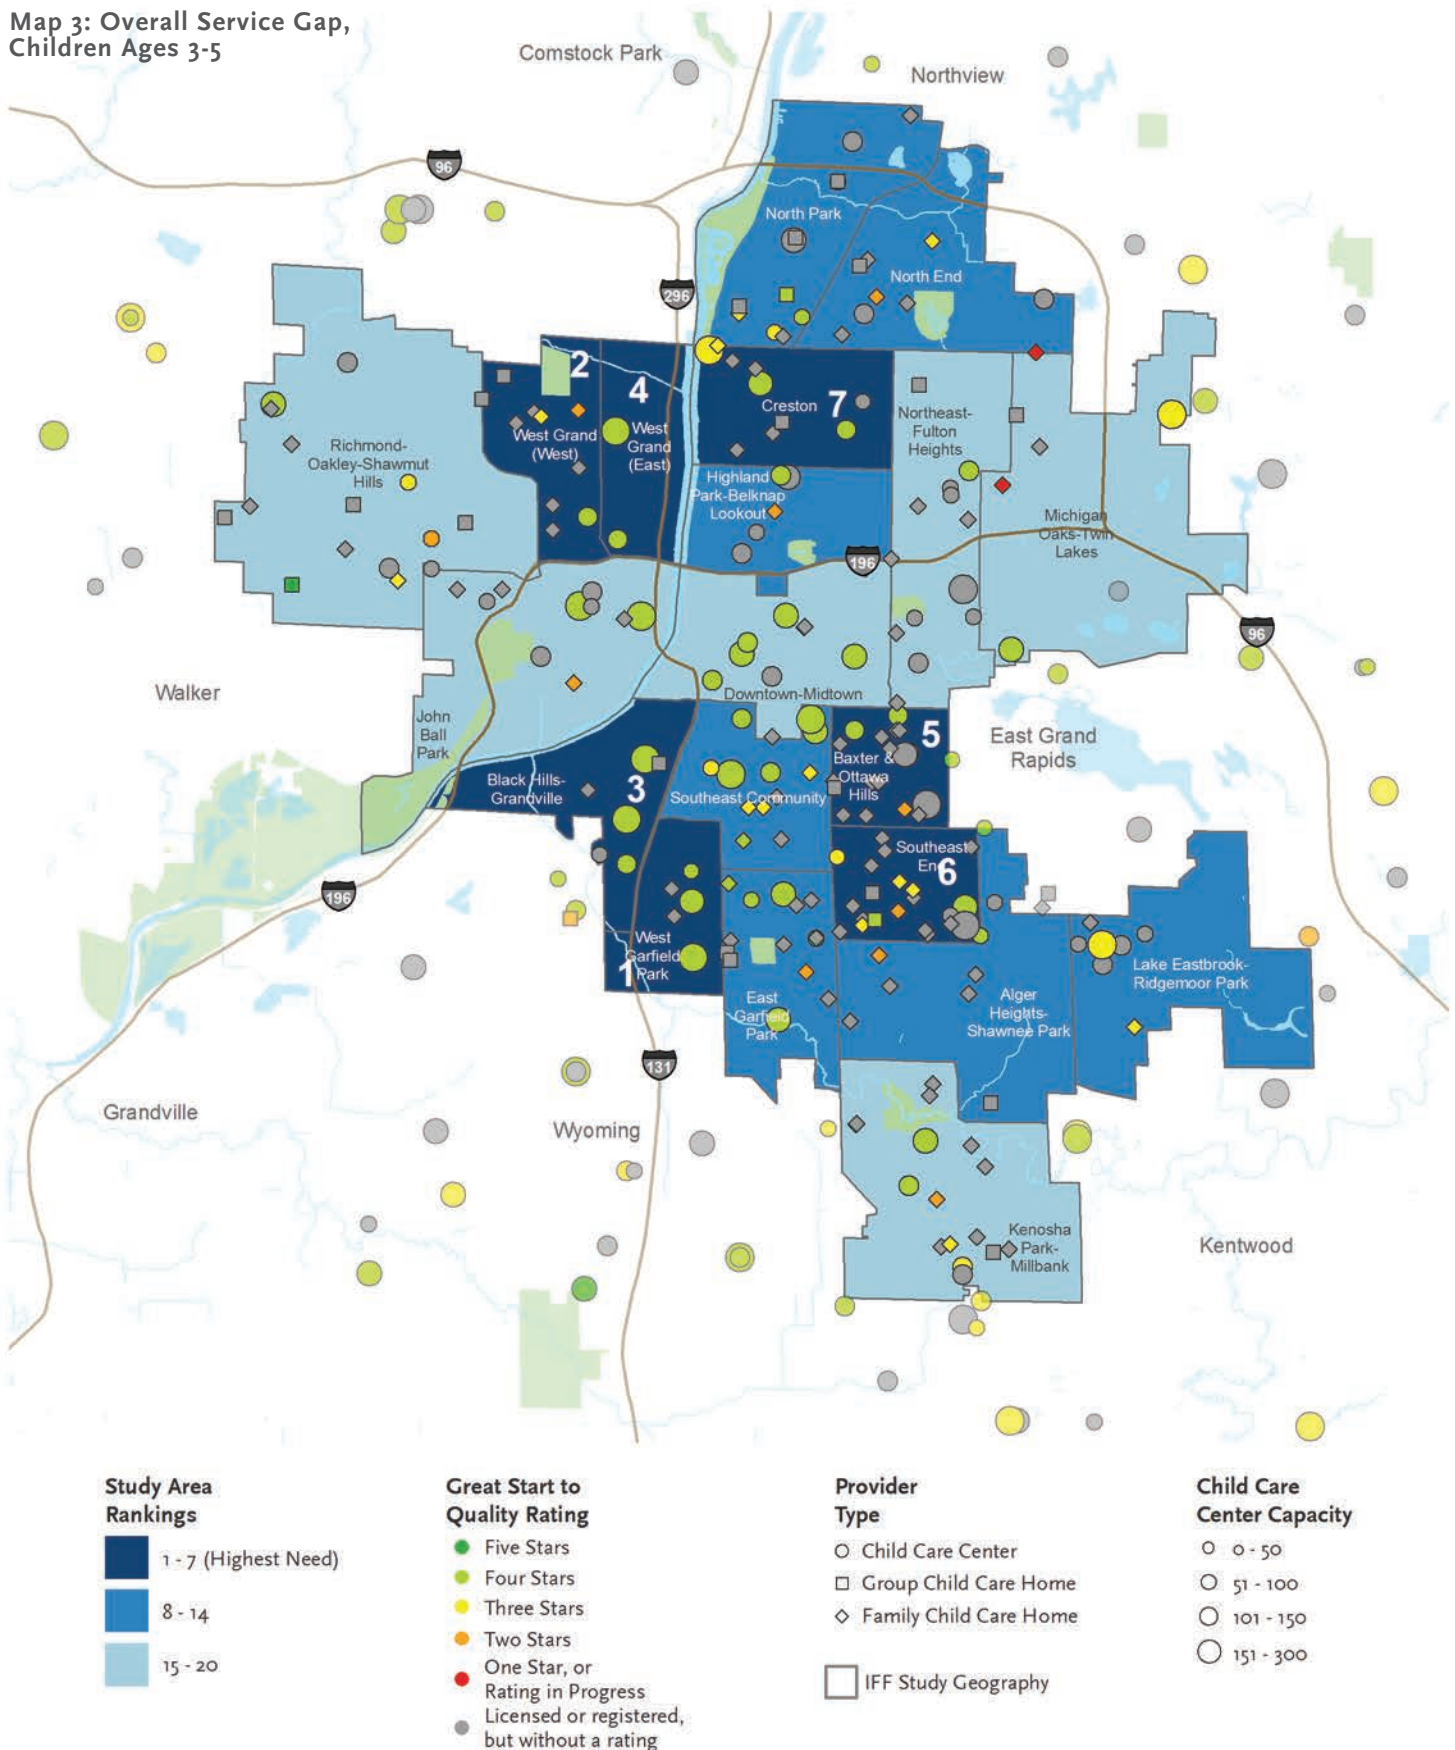 Map 3: Overall Service Gap,
Children Ages 3-5
Comstock Park
Northview
96
North Park
North End
296
2
4
West Grand
(West)
West
Grand
(East)
Creston
7
Northeast-
Fulton
Heights
Richmond-
Oakley-Shawmut
Hills
Highland
Park-Belknap
Lookout
Michigan
Oaks-Twin
Lakes
196
96
Walker
John
Ball
Park
Downtown-Midtown
5
East Grand
Rapids
Black Hills-
Grandville
3
Southeast Community
Baxter &
Ottawa
Hills
Southeast
End
6
196
West
Garfield
Park
1
East
Garfield
Park
Alger
Heights-
Shawnee Park
Lake Eastbrook-
Ridgemoor Park
131
Grandville
Wyoming
Kenosha
Park-
Millbank
Kentwood
Study Area
Rankings
1 - 7 (Highest Need)
8 - 14
15 - 20
Great Start to
Quality Rating
Five Stars
Four Stars
Three Stars
Two Stars
One Star, or
Rating in Progress
Licensed or registered,
but without a rating
Provider
Type
Child Care Center
Group Child Care Home
Family Child Care Home
IFF Study Geography
Child Care
Center Capacity
0 - 50
51 - 100
101 - 150
151 - 300